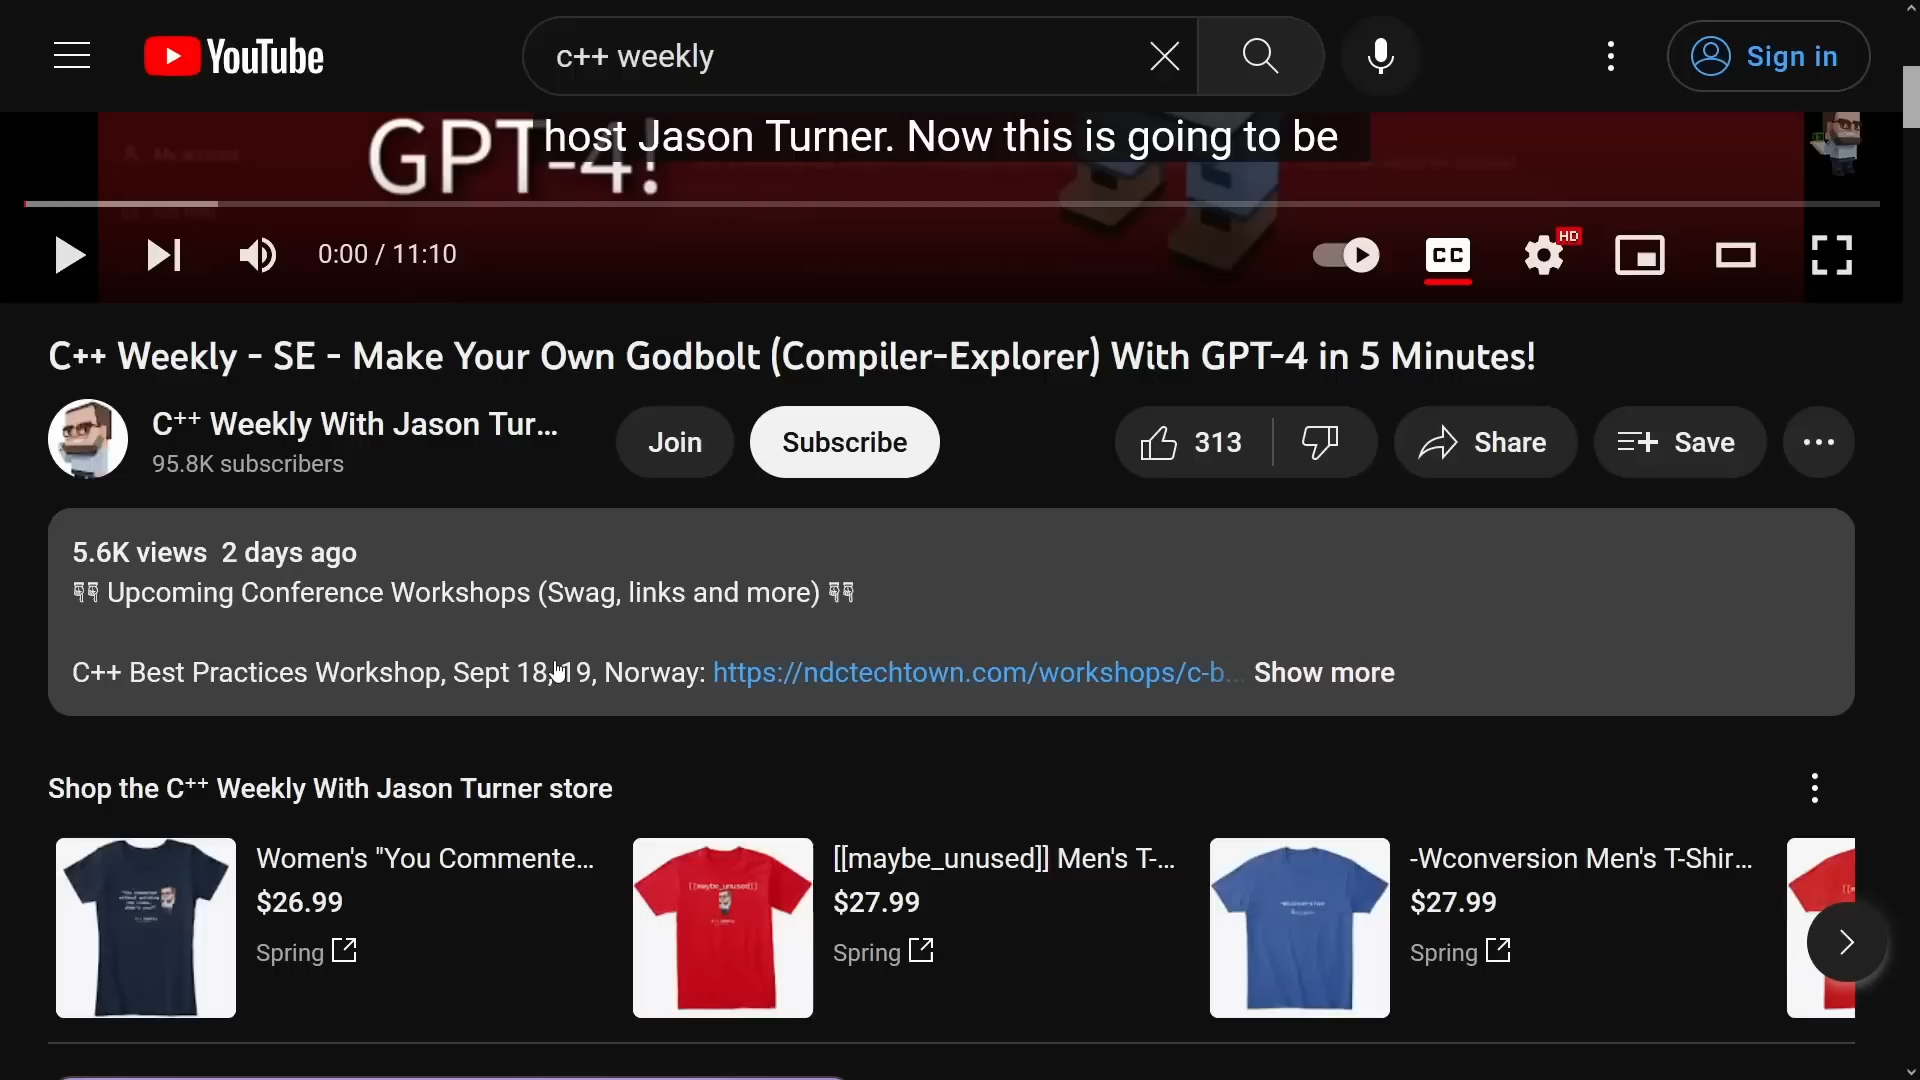 YouTube
c++ weekly
Sign in
GPT-4!
host Jason Turner. Now this is going to be
0:00 / 11:10
CC
HD
C++ Weekly - SE - Make Your Own Godbolt (Compiler-Explorer) With GPT-4 in 5 Minutes!
C⁺⁺ Weekly With Jason Tur...
95.8K subscribers
Join
Subscribe
313
Share
Save
5.6K views 2 days ago
☟☟ Upcoming Conference Workshops (Swag, links and more) ☟☟
C++ Best Practices Workshop, Sept 18, 19, Norway: https://ndctechtown.com/workshops/c-b... Show more
Shop the C⁺⁺ Weekly With Jason Turner store
Women's "You Commente...
$26.99
Spring
[[maybe_unused]]
[[maybe_unused]] Men's T-...
$27.99
Spring
-Wconversion Men's T-Shir...
$27.99
Spring